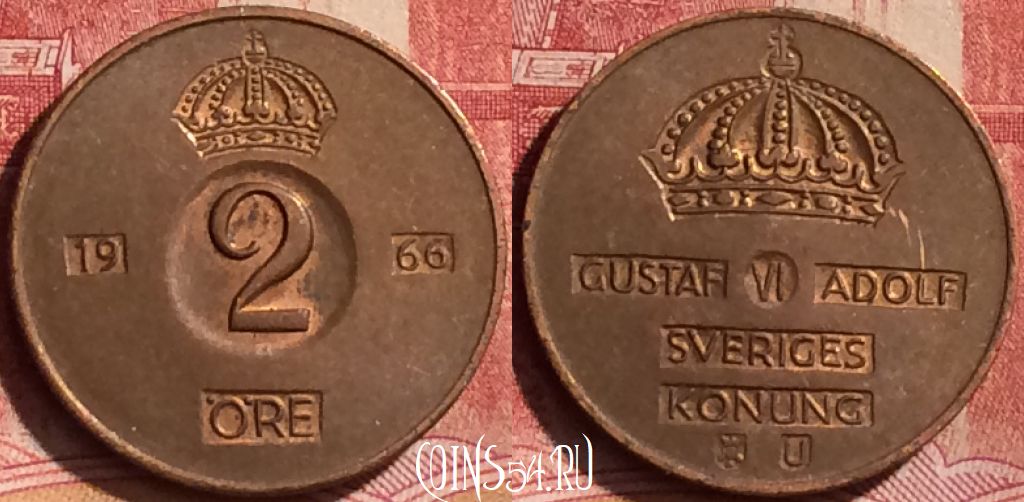 19 2 66
ÖRE
GUSTAF VI ADOLF
SVERIGES
KONUNG
U
COINS54.RU